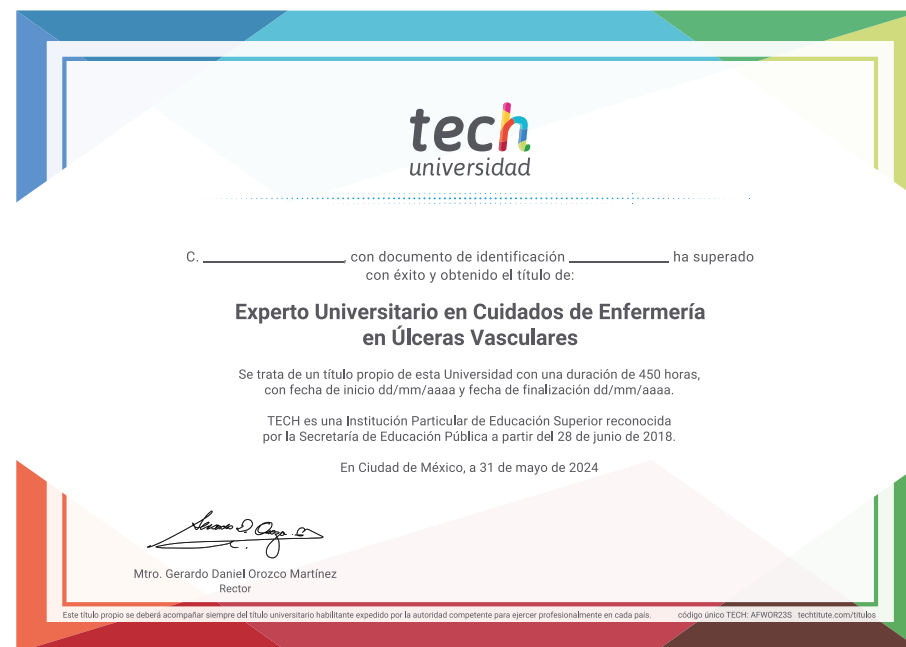 tech
universidad
C. ____________, con documento de identificación ____________ ha superado
con éxito y obtenido el título de:
Experto Universitario en Cuidados de Enfermería
en Úlceras Vasculares
Se trata de un título propio de esta Universidad con una duración de 450 horas,
con fecha de inicio dd/mm/aaaa y fecha de finalización dd/mm/aaaa.
TECH es una Institución Particular de Educación Superior reconocida
por la Secretaría de Educación Pública a partir del 28 de junio de 2018.
En Ciudad de México, a 31 de mayo de 2024
Mtro. Gerardo Daniel Orozco Martínez
Rector
Este título propio se deberá acompañar siempre del título universitario habilitante expedido por la autoridad competente para ejercer profesionalmente en cada país. código único TECH: AFWOR23S techtitute.com/titulos